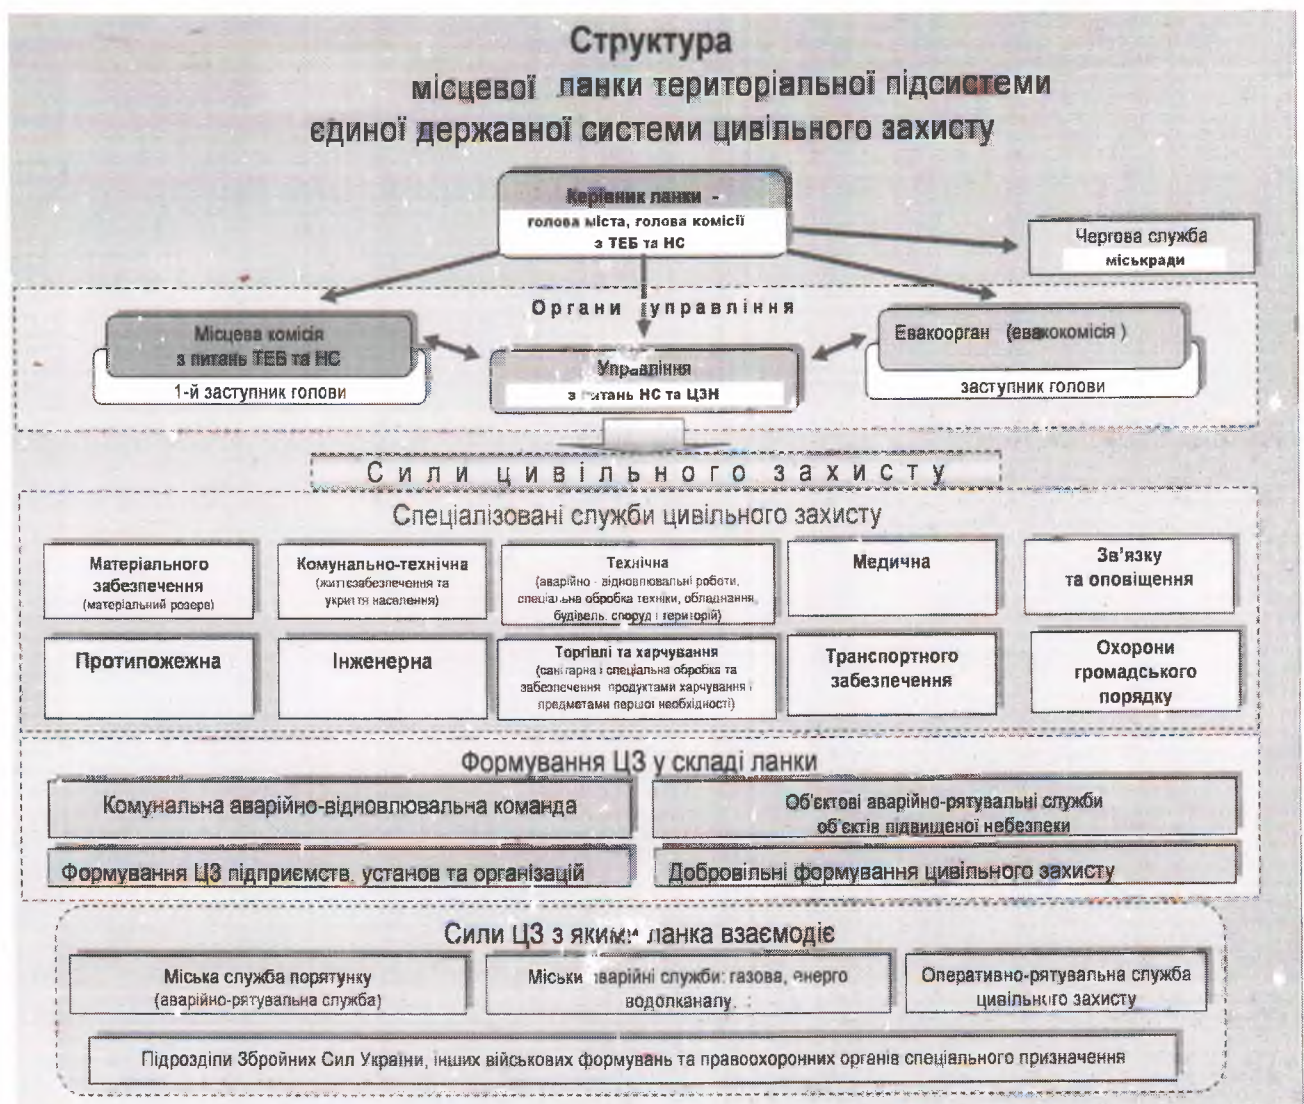 Структура
місцевої ланки територіальної підсистеми
єдиної державної системи цивільного захисту
Керівник ланки -
голова міста, голова комісії
з ТЕБ та НС
Чергова служба
міськради
Органи управління
Місцева комісія
з питань ТЕБ та НС
1-й заступник голови
Управління
з питань НС та ЦЗН
Евакоорган (евакокомісія )
заступник голови
Сили цивільного захисту
Спеціалізовані служби цивільного захисту
Матеріального
забезпечення
(матеріальний розерв)
Комунально-технічна
(життєзабезпечення та
укриття населення)
Технічна
(аварійно - відновлювальні роботи,
спеціальна обробка техніки, обладнання,
будівель, споруд і територій)
Медична
Зв'язку
та оповіщення
Протипожежна
Інженерна
Торгівлі та харчування
(санітарна і спеціальна обробка та
забезпечення продуктами харчування і
предметами першої необхідності)
Транспортного
забезпечення
Охорони
громадського
порядку
Формування ЦЗ у складі ланки
Комунальна аварійно-відновлювальна команда
Об'єктові аварійно-рятувальні служби
об'єктів підвищеної небезпеки
Формування ЦЗ підприємств, установ та організацій
Добровільні формування цивільного захисту
Сили ЦЗ з якими ланка взаємодіє
Міська служба порятунку
(аварійно-рятувальна служба)
Міськи аварійні служби: газова, енерго
водолканалу,
Оперативно-рятувальна служба
цивільного захисту
Підрозділи Збройних Сил України, інших військових формувань та правоохоронних органів спеціального призначення